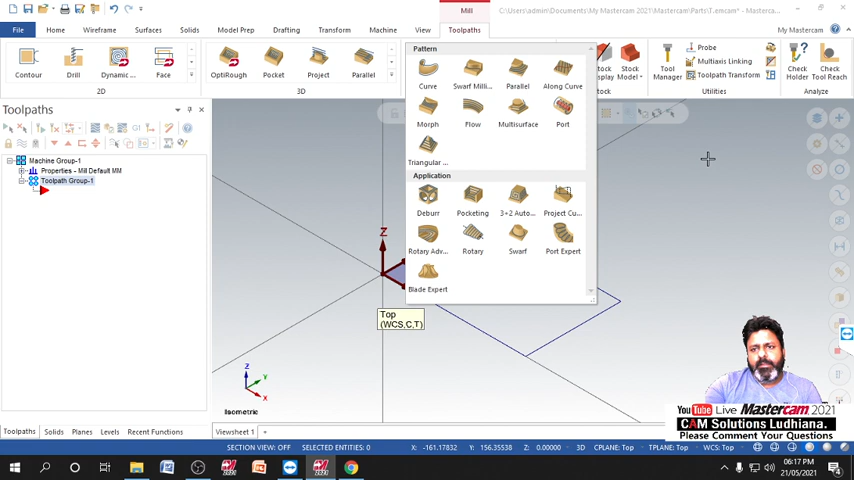 Mill
C:\Users\admin\Documents\My Mastercam 2021\Mastercam\Parts\T.emcam* - Masterca...
File
Home
Wireframe
Surfaces
Solids
Model Prep
Drafting
Transform
Machine
View
Toolpaths
My Mastercam
Contour
Drill
Dynamic ...
Face
2D
OptiRough
Pocket
Project
Parallel
3D
Pattern
Curve
Swarf Milli...
Parallel
Along Curve
Morph
Flow
Multisurface
Port
Triangular ...
Application
Deburr
Pocketing
3+2 Auto...
Project Cu...
Rotary Adv...
Rotary
Swarf
Port Expert
Blade Expert
Stock
Display
Stock
Model
Tool
Manager
Probe
Multiaxis Linking
Toolpath Transform
Utilities
Check
Holder
Check
Tool Reach
Analyze
Toolpaths
G1
Machine Group-1
Properties - Mill Default MM
Toolpath Group-1
Z
Top
(WCS,C,T)
Z
Y
X
Isometric
YouTube Live Mastercam 2021
CAM Solutions Ludhiana.
Please Comment Your Questions
Toolpaths
Solids
Planes
Levels
Recent Functions
Viewsheet 1
SECTION VIEW: OFF
SELECTED ENTITIES: 0
X: -161.17832
Y: 156.35538
Z: 0.00000
3D
CPLANE: TOP
TPLANE: TOP
WCS: TOP
06:17 PM
21/05/2021
4